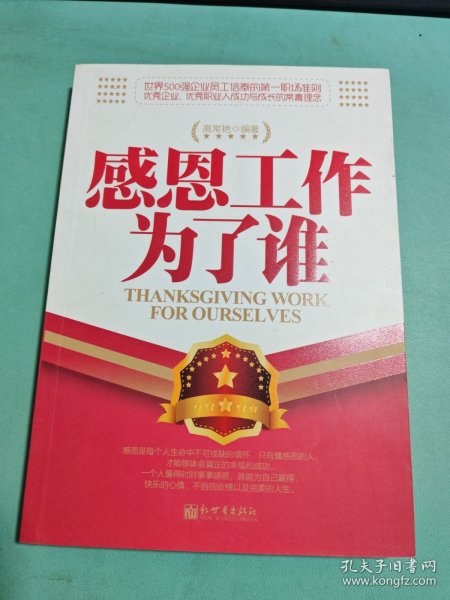 世界500强企业员工信奉的第一职场准则
优秀企业、优秀职业人成功与成长的常青理念
高常艳◎编著
感恩工作
为了谁
THANKSGIVING WORK
FOR OURSELVES
感恩是每个人生命中不可或缺的情怀，只有懂感恩的人，
才能够体会真正的幸福和成功。
一个人懂得时时事事感恩，就能为自己赢得：
快乐的心情、不俗的业绩以及完美的人生。
新世界出版社
孔夫子旧书网
www.kongfz.com